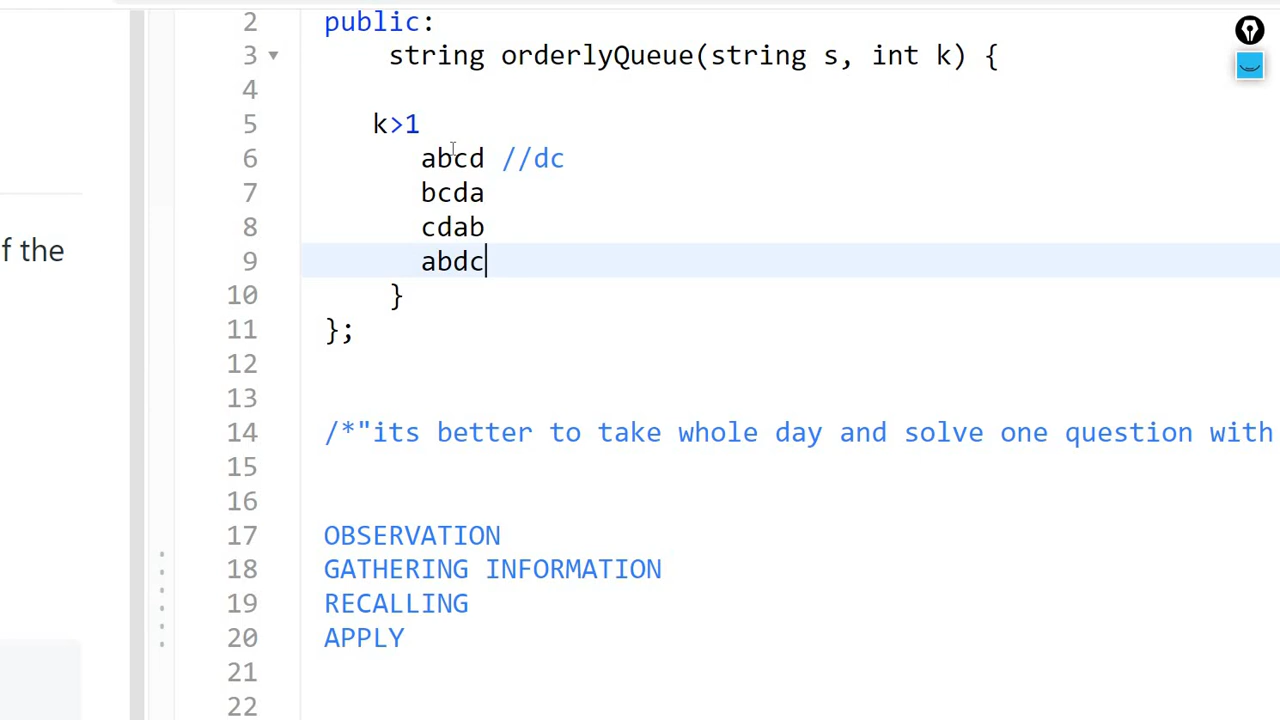 2 public:
3 string orderlyQueue(string s, int k) {
4
5 k>1
6 abcd //dc
7 bcda
8 cdab
f the
9 abdc
10 }
11 };
12
13
14 /*"its better to take whole day and solve one question with
15
16
17 OBSERVATION
18 GATHERING INFORMATION
19 RECALLING
20 APPLY
21
22